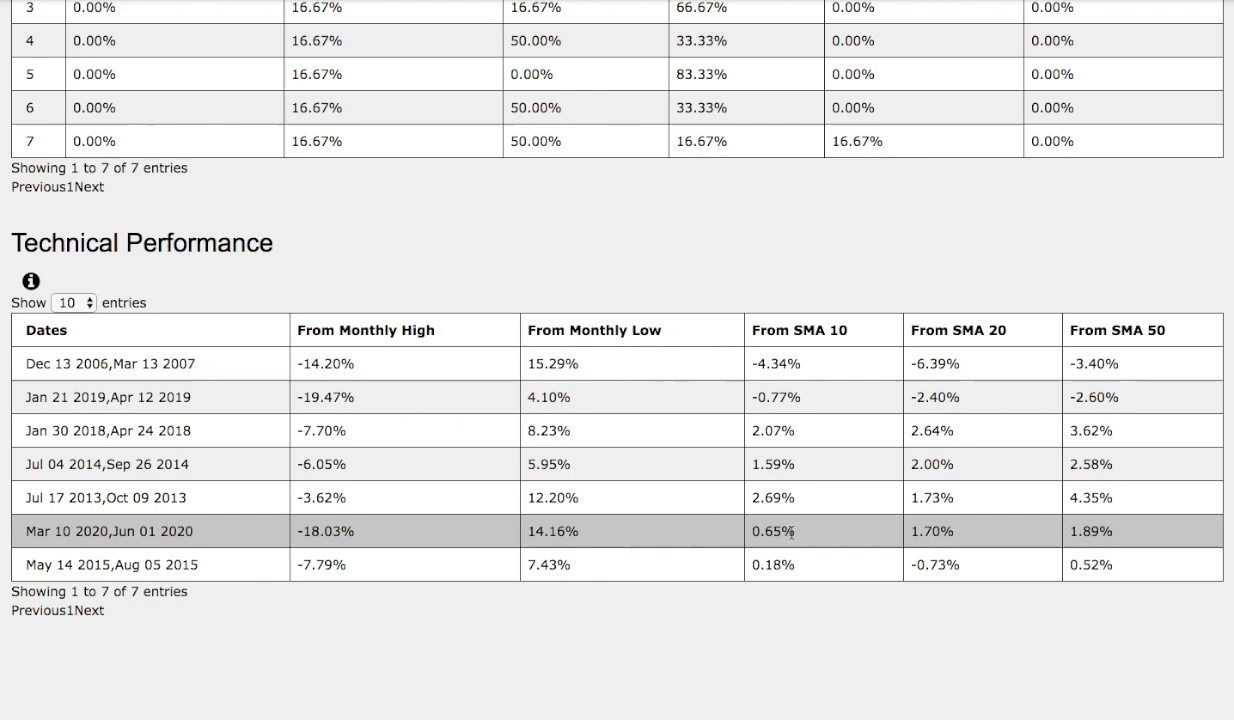 3 0.00% 16.67% 16.67% 66.67% 0.00% 0.00%
4 0.00% 16.67% 50.00% 33.33% 0.00% 0.00%
5 0.00% 16.67% 0.00% 83.33% 0.00% 0.00%
6 0.00% 16.67% 50.00% 33.33% 0.00% 0.00%
7 0.00% 16.67% 50.00% 16.67% 16.67% 0.00%
Showing 1 to 7 of 7 entries
Previous1Next
Technical Performance
Show 10 entries
Dates From Monthly High From Monthly Low From SMA 10 From SMA 20 From SMA 50
Dec 13 2006,Mar 13 2007 -14.20% 15.29% -4.34% -6.39% -3.40%
Jan 21 2019,Apr 12 2019 -19.47% 4.10% -0.77% -2.40% -2.60%
Jan 30 2018,Apr 24 2018 -7.70% 8.23% 2.07% 2.64% 3.62%
Jul 04 2014,Sep 26 2014 -6.05% 5.95% 1.59% 2.00% 2.58%
Jul 17 2013,Oct 09 2013 -3.62% 12.20% 2.69% 1.73% 4.35%
Mar 10 2020,Jun 01 2020 -18.03% 14.16% 0.65% 1.70% 1.89%
May 14 2015,Aug 05 2015 -7.79% 7.43% 0.18% -0.73% 0.52%
Showing 1 to 7 of 7 entries
Previous1Next